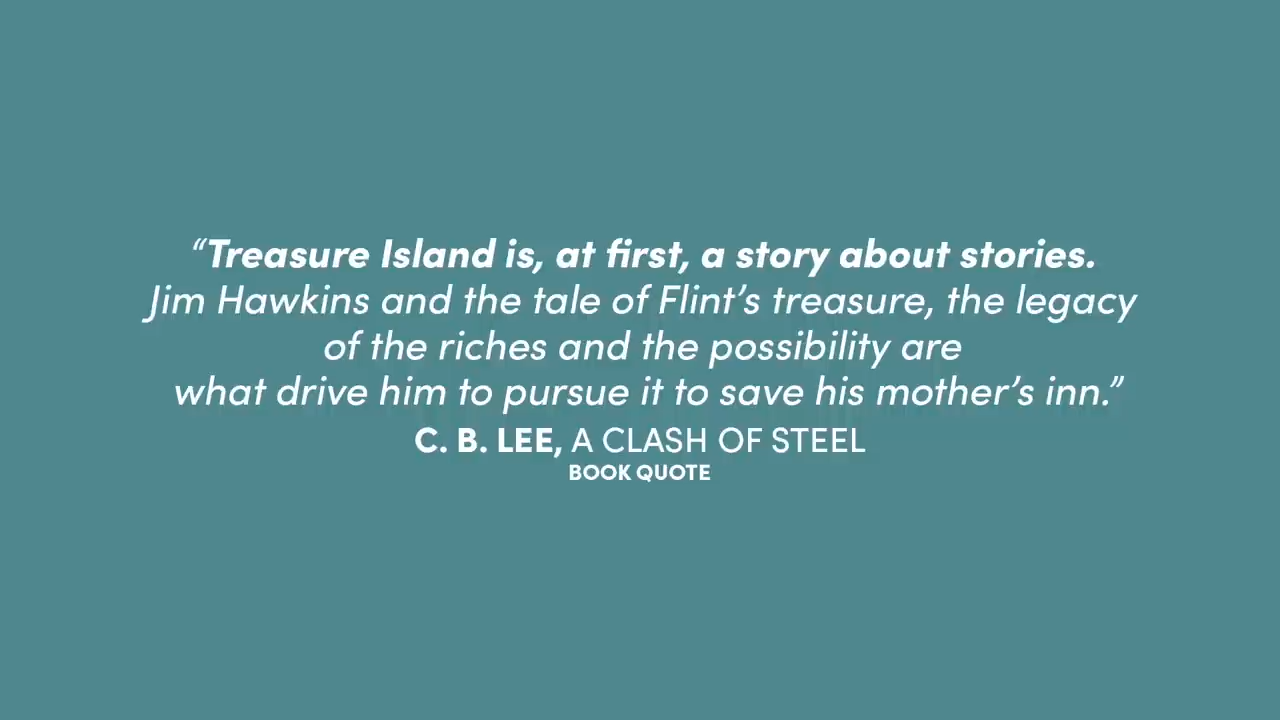 “Treasure Island is, at first, a story about stories.
Jim Hawkins and the tale of Flint’s treasure, the legacy
of the riches and the possibility are
what drive him to pursue it to save his mother’s inn.”
C. B. LEE, A CLASH OF STEEL
BOOK QUOTE